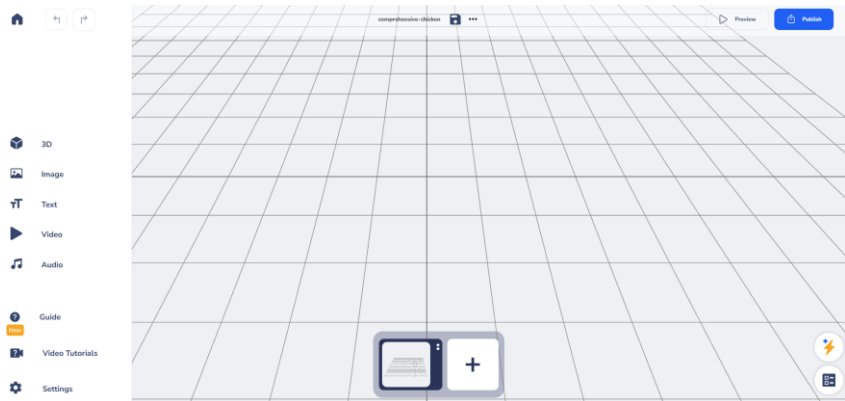 comprehensive-chicken
Preview
Publish
3D
Image
Text
Video
Audio
Guide
New
Video Tutorials
Settings